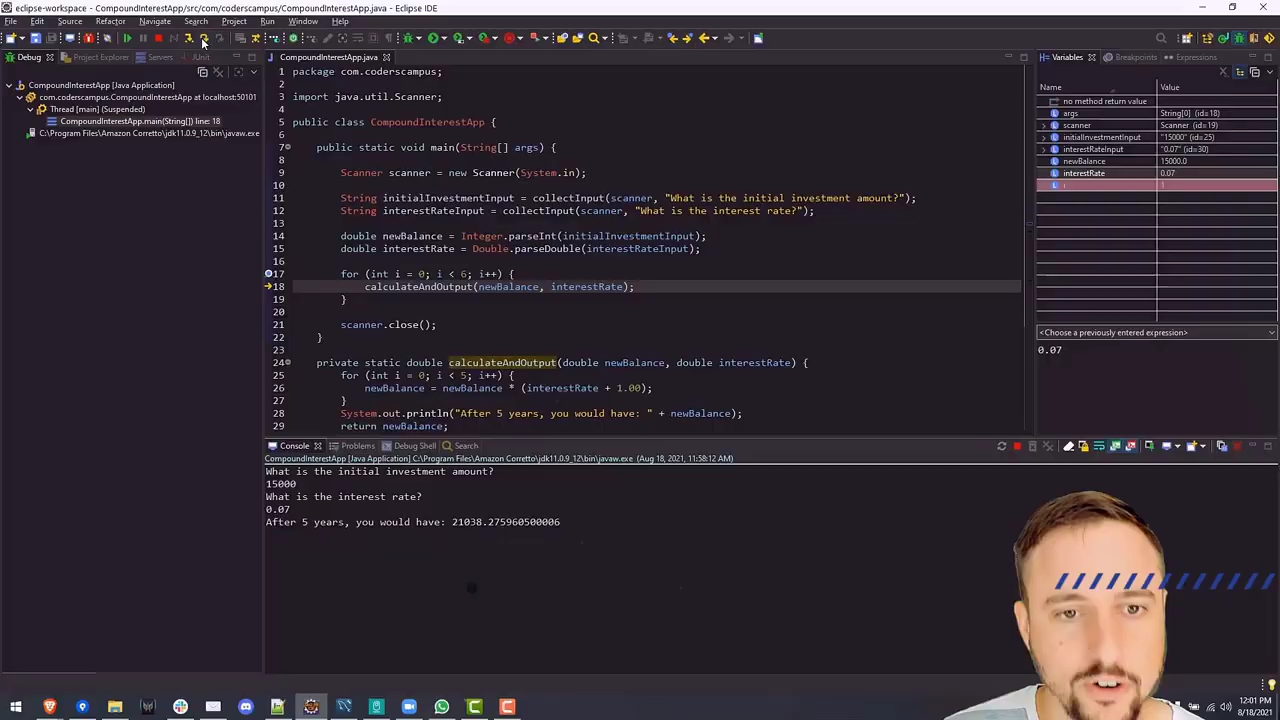 eclipse-workspace - CompoundInterestApp/src/com/coderscampus/CompoundInterestApp.java - Eclipse IDE
File Edit Source Refactor Navigate Search Project Run Window Help
Debug Project Explorer Servers JUnit
CompoundInterestApp [Java Application]
com.coderscampus.CompoundInterestApp at localhost:50101
Thread [main] (Suspended)
CompoundInterestApp.main(String[]) line: 18
C:\Program Files\Amazon Corretto\jdk11.0.9_12\bin\javaw.exe
CompoundInterestApp.java
1 package com.coderscampus;
2
3 import java.util.Scanner;
4
5 public class CompoundInterestApp {
6
7 public static void main(String[] args) {
8
9 Scanner scanner = new Scanner(System.in);
10
11 String initialInvestmentInput = collectInput(scanner, "What is the initial investment amount?");
12 String interestRateInput = collectInput(scanner, "What is the interest rate?");
13
14 double newBalance = Integer.parseInt(initialInvestmentInput);
15 double interestRate = Double.parseDouble(interestRateInput);
16
17 for (int i = 0; i < 6; i++) {
18 calculateAndOutput(newBalance, interestRate);
19 }
20
21 scanner.close();
22 }
23
24 private static double calculateAndOutput(double newBalance, double interestRate) {
25 for (int i = 0; i < 5; i++) {
26 newBalance = newBalance * (interestRate + 1.00);
27 }
28 System.out.println("After 5 years, you would have: " + newBalance);
29 return newBalance;
Variables Breakpoints Expressions
Name Value
no method return value
args String[0] (id=18)
scanner Scanner (id=19)
initialInvestmentInput "15000" (id=25)
interestRateInput "0.07" (id=30)
newBalance 15000.0
interestRate 0.07
i 1
<Choose a previously entered expression>
0.07
Console Problems Debug Shell Search
CompoundInterestApp [Java Application] C:\Program Files\Amazon Corretto\jdk11.0.9_12\bin\javaw.exe (Aug 18, 2021, 11:58:12 AM)
What is the initial investment amount?
15000
What is the interest rate?
0.07
After 5 years, you would have: 21038.275960500006
12:01 PM
8/18/2021